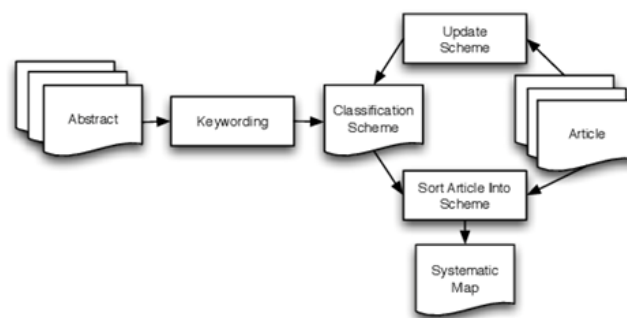 Update
Scheme
Abstract
Keywording
Classification
Scheme
Article
Sort Article Into
Scheme
Systematic
Map